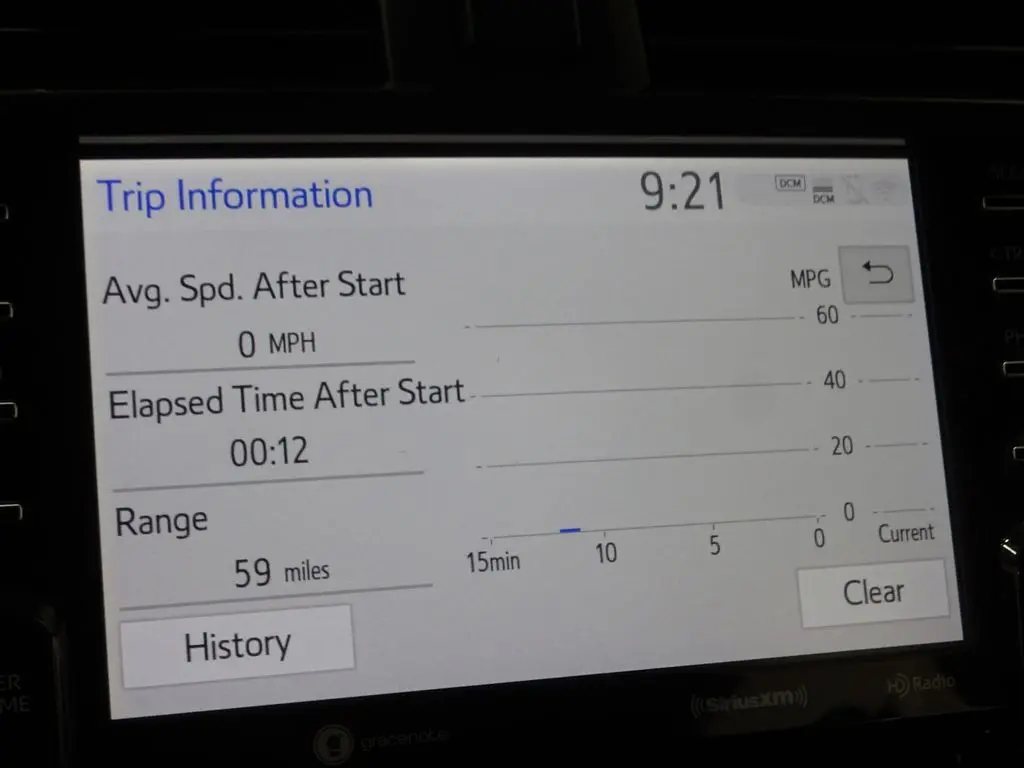 Trip Information
9:21
DCM
DCM
Avg. Spd. After Start
0 MPH
Elapsed Time After Start
00:12
Range
59 miles
History
MPG
60
40
20
0
15min 10 5 0 Current
Clear
((SiriusXM))
HD Radio
gracenote